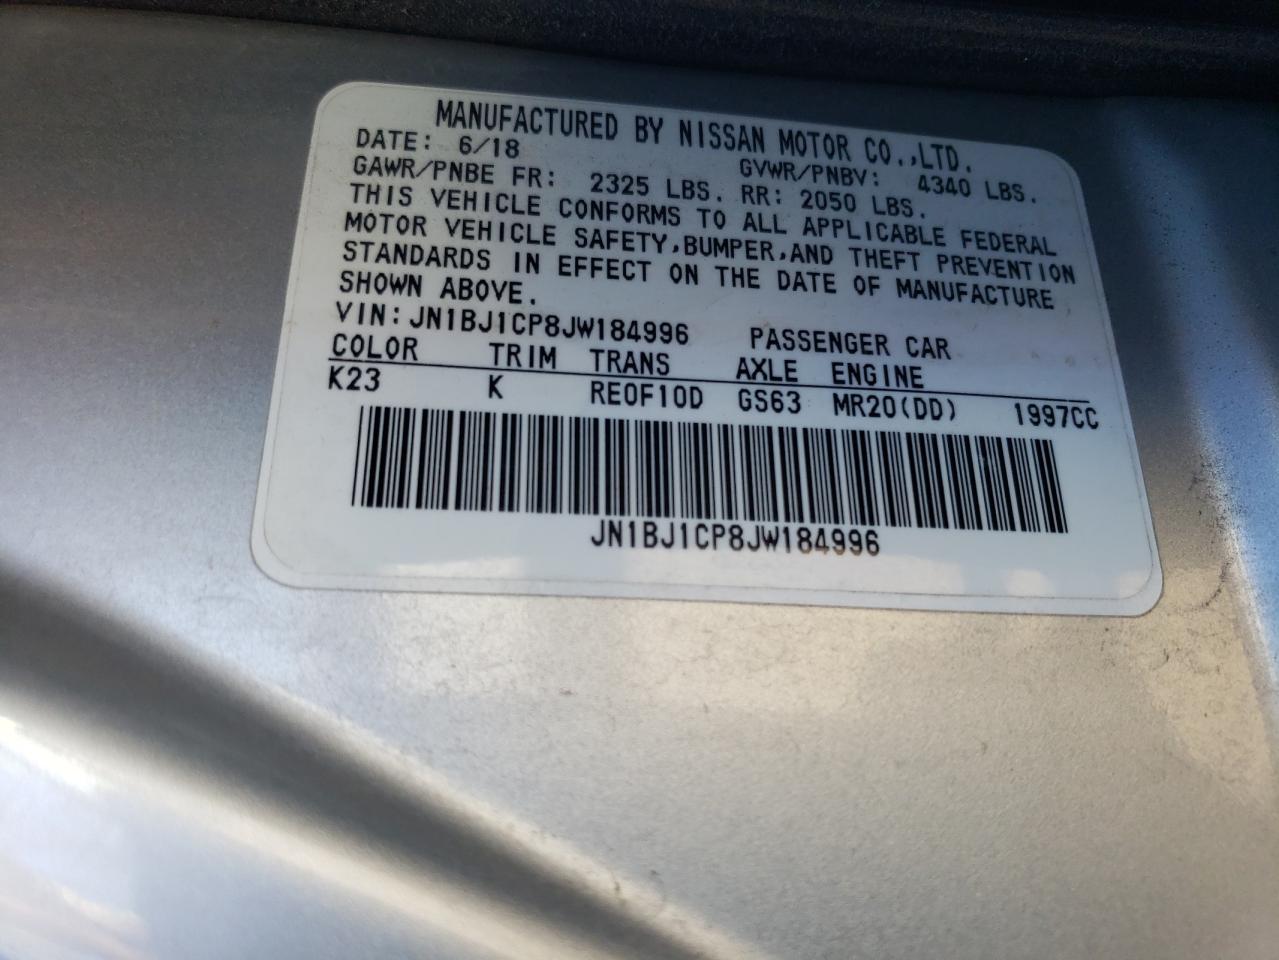 MANUFACTURED BY NISSAN MOTOR CO.,LTD.
DATE: 6/18 GVWR/PNBV: 4340 LBS.
GAWR/PNBE FR: 2325 LBS. RR: 2050 LBS.
THIS VEHICLE CONFORMS TO ALL APPLICABLE FEDERAL
MOTOR VEHICLE SAFETY,BUMPER,AND THEFT PREVENTION
STANDARDS IN EFFECT ON THE DATE OF MANUFACTURE
SHOWN ABOVE.
VIN: JN1BJ1CP8JW184996 PASSENGER CAR
COLOR TRIM TRANS AXLE ENGINE
K23 K RE0F10D GS63 MR20(DD) 1997CC
JN1BJ1CP8JW184996